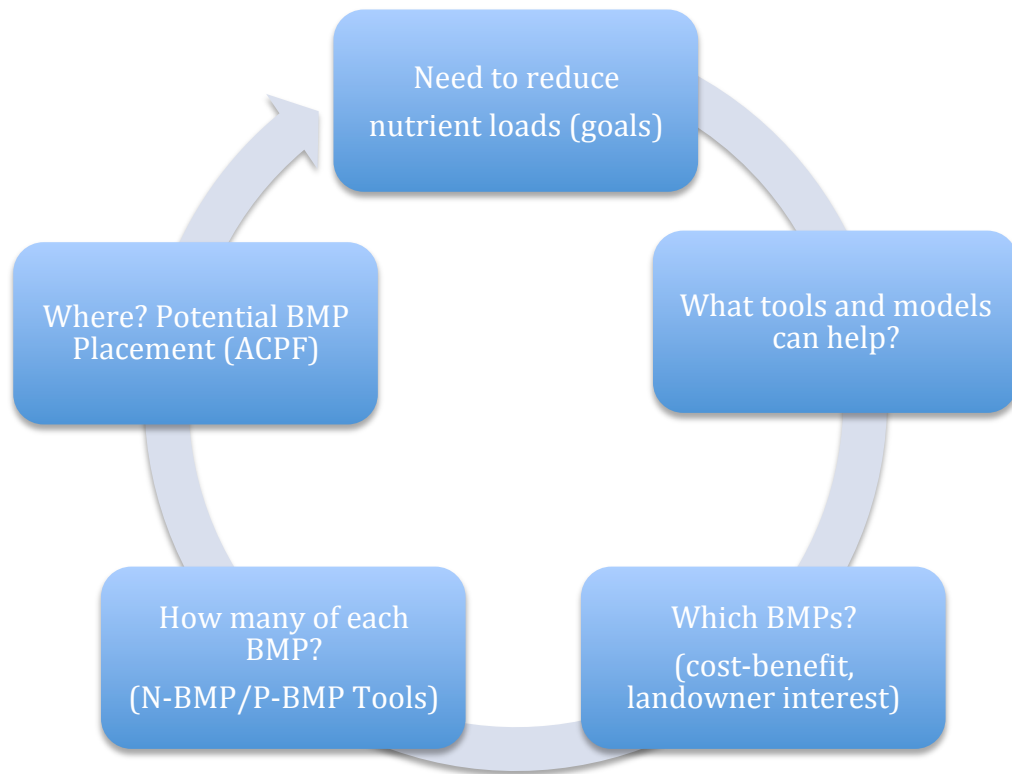 Need to reduce
nutrient loads (goals)
What tools and models
can help?
Which BMPs?
(cost-benefit,
landowner interest)
How many of each
BMP?
(N-BMP/P-BMP Tools)
Where? Potential BMP
Placement (ACPF)